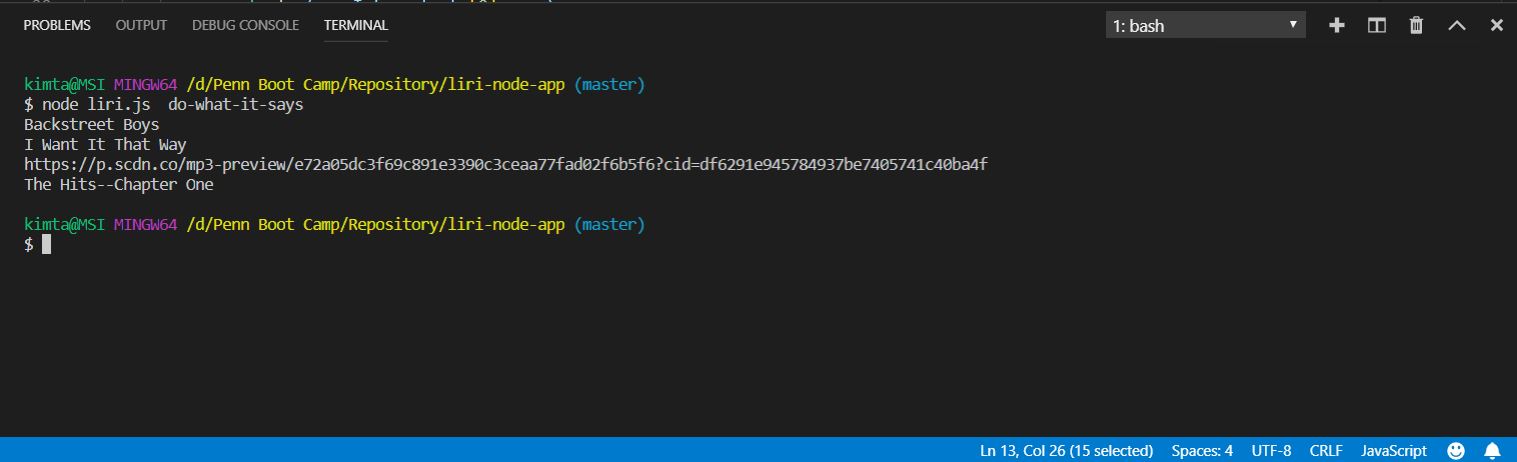 PROBLEMS OUTPUT DEBUG CONSOLE TERMINAL 1: bash
kimta@MSI MINGW64 /d/Penn Boot Camp/Repository/liri-node-app (master)
$ node liri.js  do-what-it-says
Backstreet Boys
I Want It That Way
https://p.scdn.co/mp3-preview/e72a05dc3f69c891e3390c3ceaa77fad02f6b5f6?cid=df6291e945784937be7405741c40ba4f
The Hits--Chapter One
kimta@MSI MINGW64 /d/Penn Boot Camp/Repository/liri-node-app (master)
$
Ln 13, Col 26 (15 selected) Spaces: 4 UTF-8 CRLF JavaScript